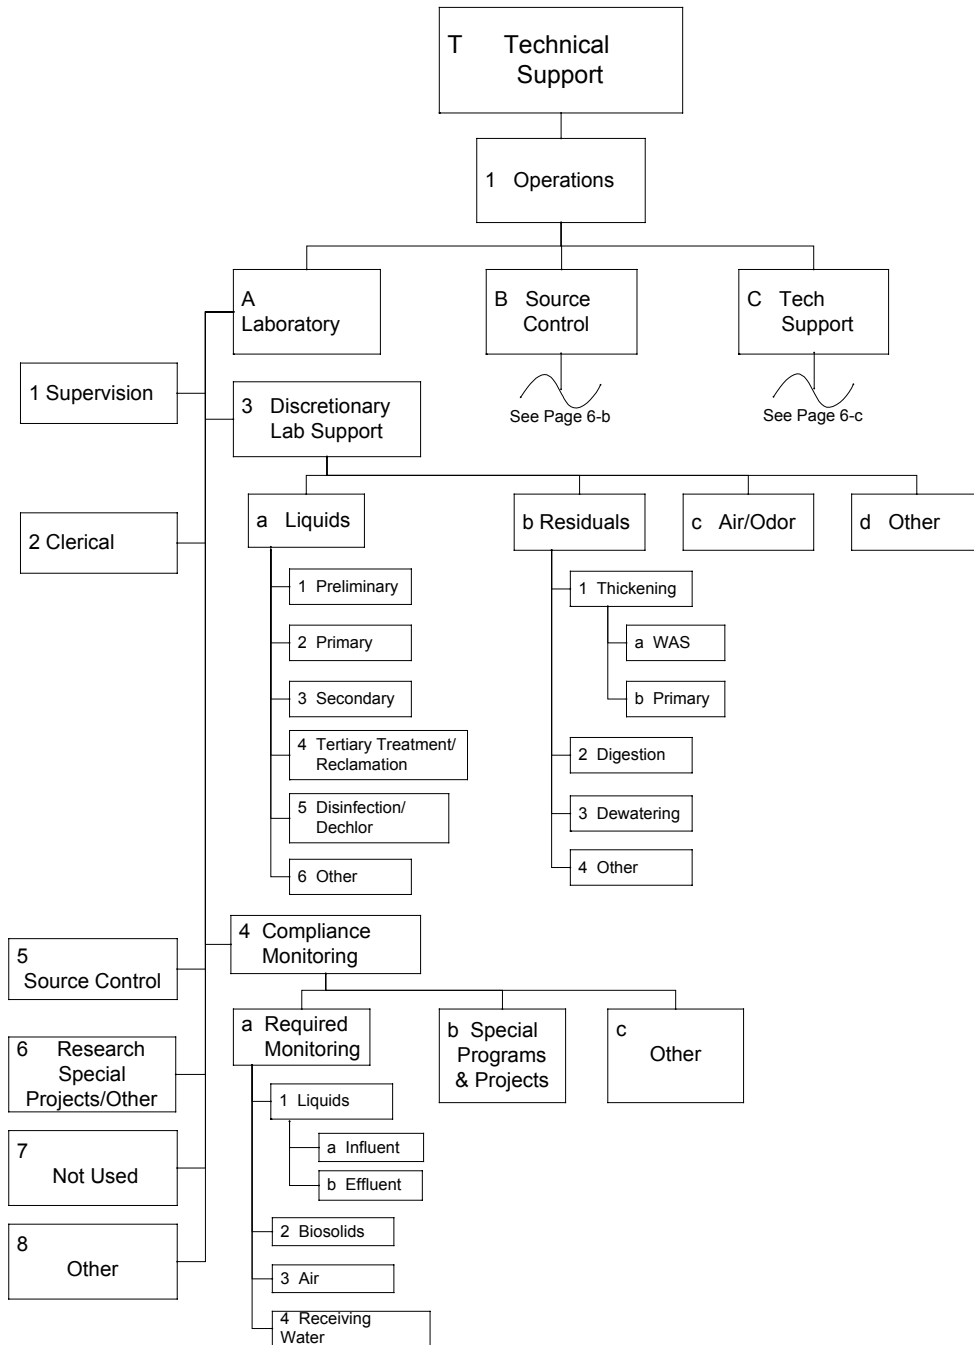 T Technical
Support
1 Operations
A
Laboratory
B Source
Control
C Tech
Support
See Page 6-b
See Page 6-c
1 Supervision
3 Discretionary
Lab Support
2 Clerical
a Liquids
b Residuals
c Air/Odor
d Other
1 Preliminary
2 Primary
3 Secondary
4 Tertiary Treatment/
Reclamation
5 Disinfection/
Dechlor
6 Other
1 Thickening
a WAS
b Primary
2 Digestion
3 Dewatering
4 Other
4 Compliance
Monitoring
5
Source Control
6 Research
Special
Projects/Other
7
Not Used
8
Other
a Required
Monitoring
b Special
Programs
& Projects
c
Other
1 Liquids
a Influent
b Effluent
2 Biosolids
3 Air
4 Receiving
Water